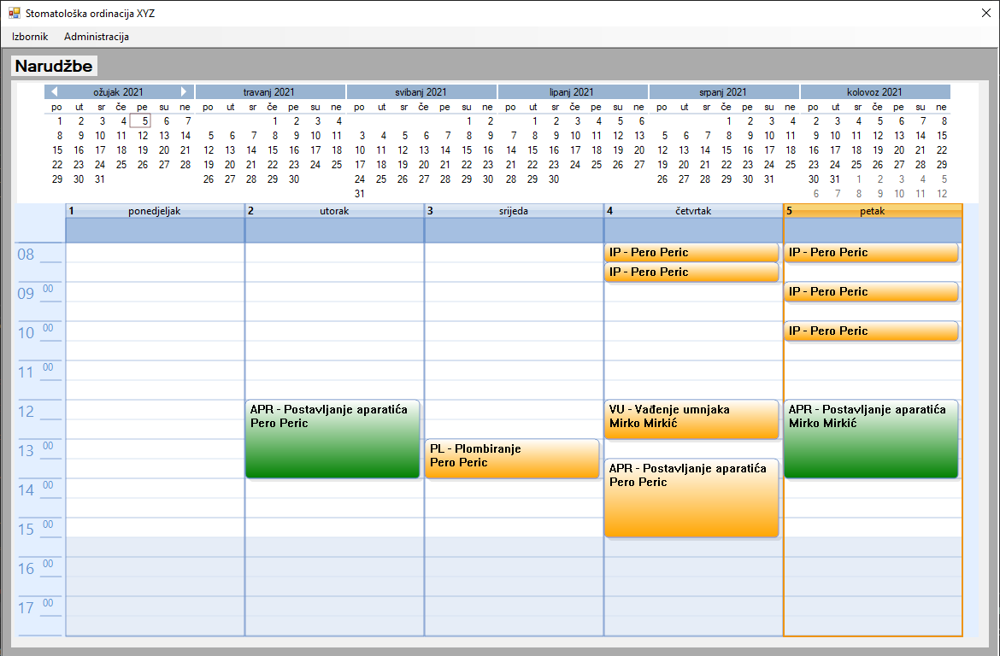 Stomatološka ordinacija XYZ
Izbornik Administracija
Narudžbe
ožujak 2021 travanj 2021 svibanj 2021 lipanj 2021 srpanj 2021 kolovoz 2021
po ut sr če pe su ne po ut sr če pe su ne po ut sr če pe su ne po ut sr če pe su ne po ut sr če pe su ne po ut sr če pe su ne
1 2 3 4 5 6 7 1 2 3 4 1 2 1 2 3 4 5 6 1 2 3 4 2 3 4 5 6 7 8
8 9 10 11 12 13 14 5 6 7 8 9 10 11 3 4 5 6 7 8 9 7 8 9 10 11 12 13 5 6 7 8 9 10 11 9 10 11 12 13 14 15
15 16 17 18 19 20 21 12 13 14 15 16 17 18 10 11 12 13 14 15 16 14 15 16 17 18 19 20 12 13 14 15 16 17 18 16 17 18 19 20 21 22
22 23 24 25 26 27 28 19 20 21 22 23 24 25 17 18 19 20 21 22 23 21 22 23 24 25 26 27 19 20 21 22 23 24 25 23 24 25 26 27 28 29
29 30 31 26 27 28 29 30 24 25 26 27 28 29 30 28 29 30 26 27 28 29 30 31 30 31 1 2 3 4 5
31 6 7 8 9 10 11 12
1 ponedjeljak 2 utorak 3 srijeda 4 četvrtak 5 petak
08
IP - Pero Peric IP - Pero Peric
IP - Pero Peric
09 00
IP - Pero Peric
10 00
IP - Pero Peric
11 00
12
APR - Postavljanje aparatića VU - Vađenje umnjaka APR - Postavljanje aparatića
Pero Peric Mirko Mirkić Mirko Mirkić
13 00
PL - Plombiranje
Pero Peric
APR - Postavljanje aparatića
Pero Peric
14 00
15 00
16 00
17 00